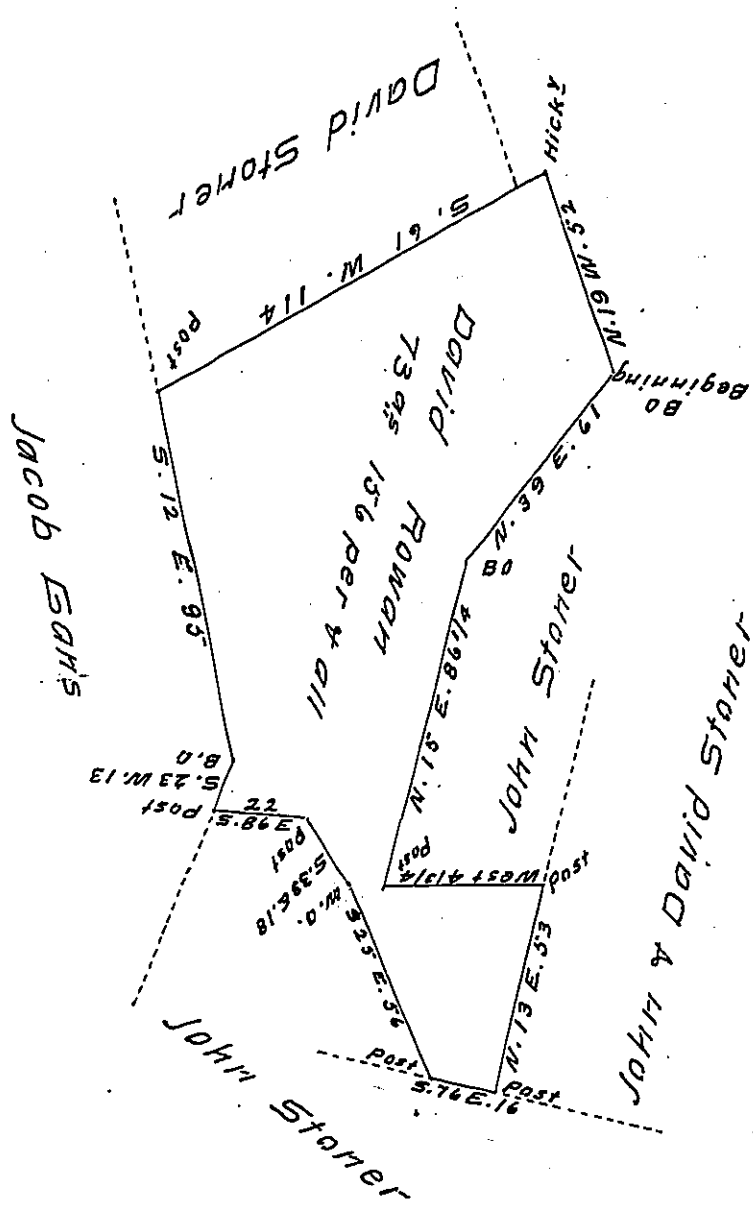 David Stoner
Hicky
S. 61 W. 114
N. 19 W. 52
Post
David
Rowan
73 as 156 per & all
Beginning
BO
N. 39 E. 61
BO
Jacob
S. 12 E. 95
John Stoner
N. 15 E. 86 1/4
B.O
S. 23 W. 13
Post
22
S. 86 E
Post
S. 39 E. 18
W.O.
Post
West 41 3/4
Post
John & David Stoner
S 25 E. 56
N. 13 E. 53
Post
S. 76 E. 16
Post
John Stoner